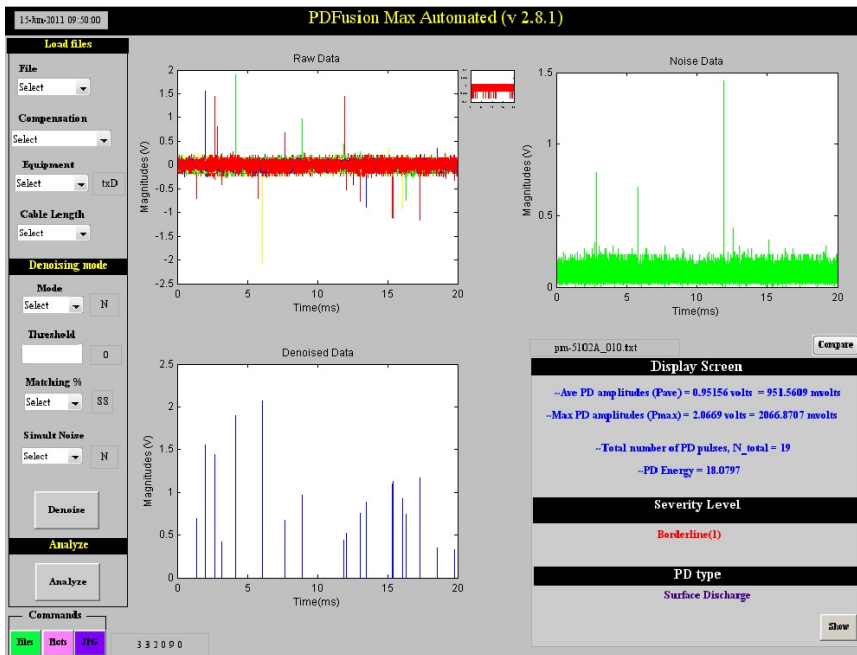 15-Jun-2011 09:50:00
PDFusion Max Automated (v 2.8.1)
Load files
File
Select
Compensation
Select
Equipment
Select
txD
Cable Length
Select
Denoising mode
Mode
Select
N
Threshold
0
Matching %
Select
88
Simult Noise
Select
N
Denoise
Analyze
Analyze
Commands
Files
Plots
JPG
3 3 3 0 9 0
Raw Data
Magnitudes (V)
2
1.5
1
0.5
0
-0.5
-1
-1.5
-2
-2.5
0 5 10 15 20
Time(ms)
Noise Data
Magnitudes (V)
1.5
1
0.5
0
0 5 10 15 20
Time(ms)
Denoised Data
Magnitudes (V)
2.5
2
1.5
1
0.5
0
0 5 10 15 20
Time(ms)
pm-5102A_010.txt
Compare
Display Screen
~Ave PD amplitudes (Pave) = 0.95156 volts = 951.5609 mvolts
~Max PD amplitudes (Pmax) = 2.0669 volts = 2066.8707 mvolts
~Total number of PD pulses, N_total = 19
~PD Energy = 18.0797
Severity Level
Borderline(1)
PD type
Surface Discharge
Show